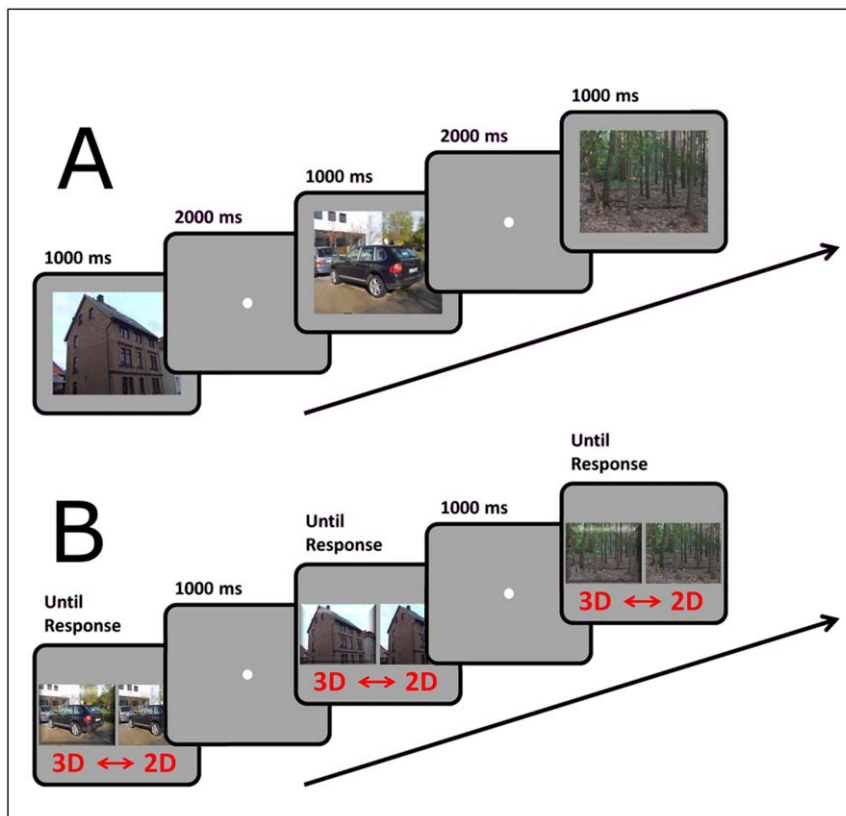 A
1000 ms
2000 ms
1000 ms
2000 ms
1000 ms
B
Until
Response
1000 ms
Until
Response
1000 ms
Until
Response
3D ↔ 2D
3D ↔ 2D
3D ↔ 2D